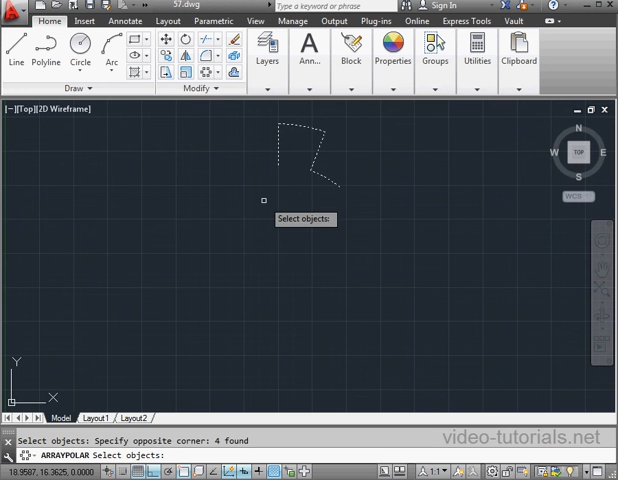 57.dwg
Type a keyword or phrase
Sign In
Home Insert Annotate Layout Parametric View Manage Output Plug-ins Online Express Tools Vault
Line Polyline Circle Arc
Layers Ann... Block Properties Groups Utilities Clipboard
Draw Modify
[−][Top][2D Wireframe]
N
W TOP E
S
WCS
Select objects:
Y
X
Model Layout1 Layout2
Select objects: Specify opposite corner: 4 found
ARRAYPOLAR Select objects:
video-tutorials.net
18.9587, 16.3625, 0.0000
MODEL
1:1